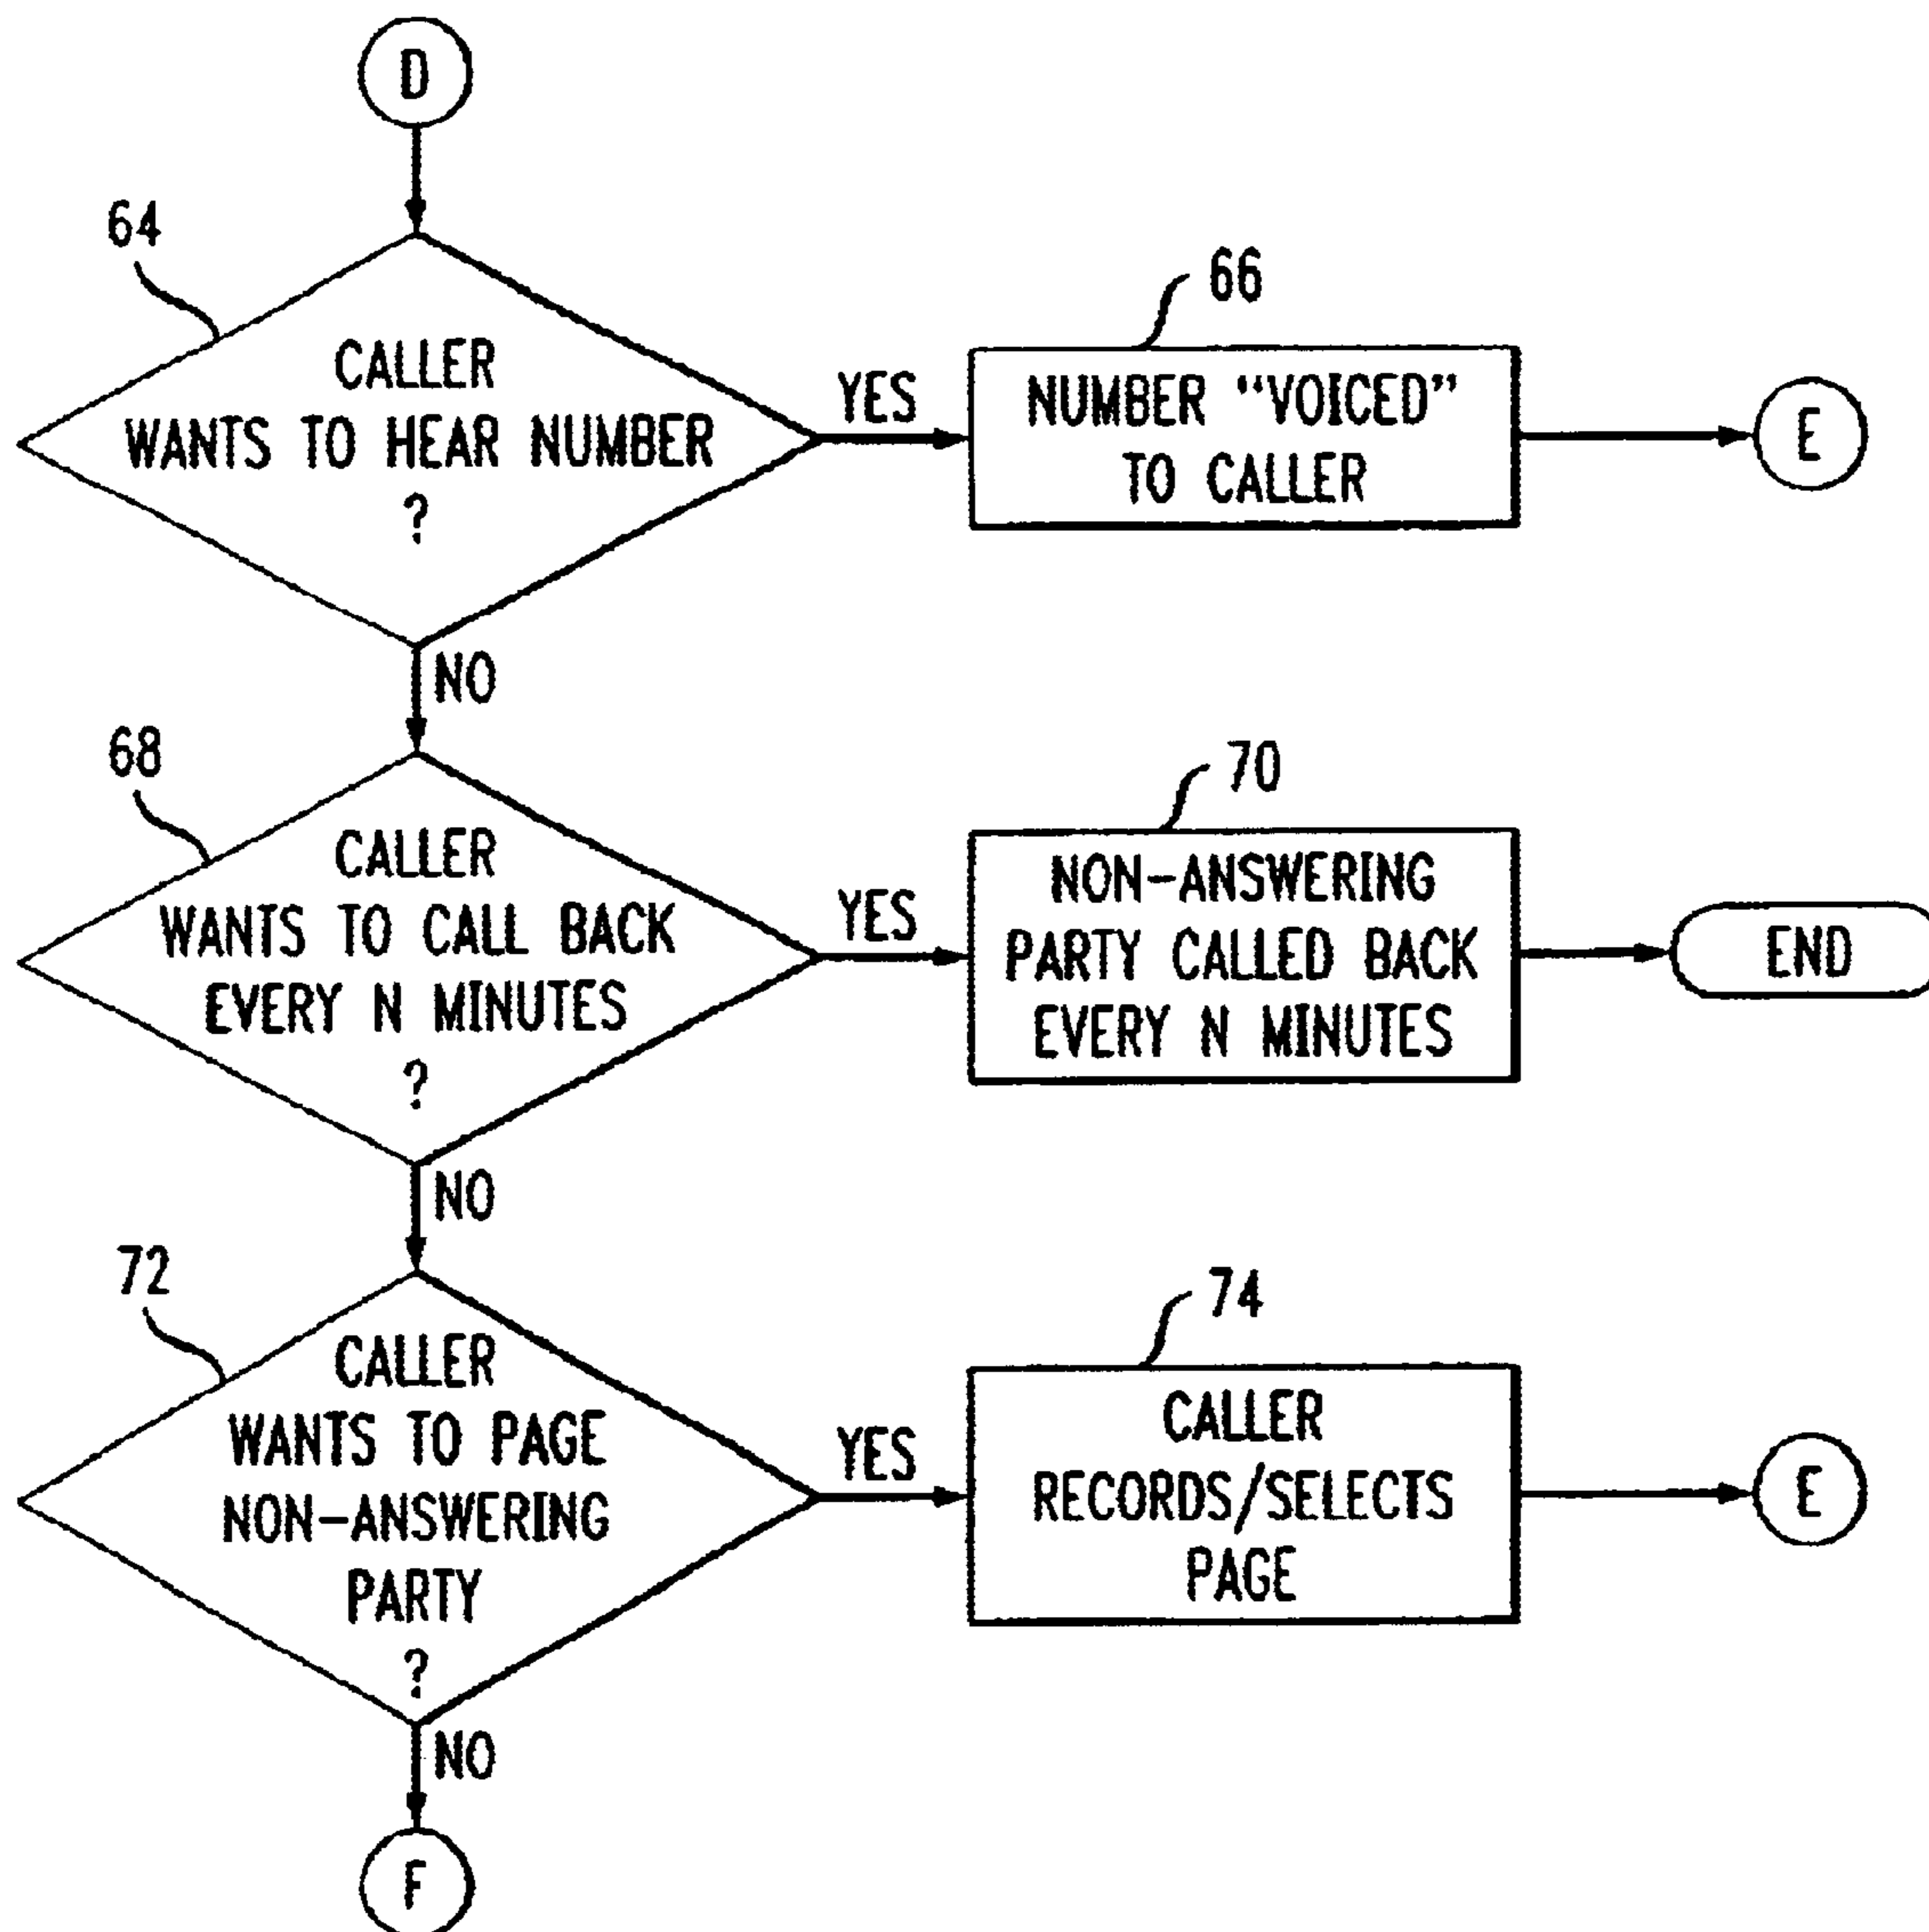 D
64
CALLER
WANTS TO HEAR NUMBER
?
YES
66
NUMBER “VOICED”
TO CALLER
E
NO
68
CALLER
WANTS TO CALL BACK
EVERY N MINUTES
?
YES
70
NON-ANSWERING
PARTY CALLED BACK
EVERY N MINUTES
END
NO
72
CALLER
WANTS TO PAGE
NON-ANSWERING
PARTY
?
YES
74
CALLER
RECORDS/SELECTS
PAGE
E
NO
F